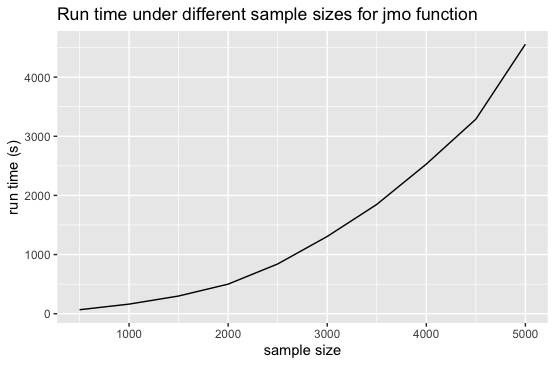 Run time under different sample sizes for jmo function
run time (s)
4000
3000
2000
1000
0
1000 2000 3000 4000 5000
sample size